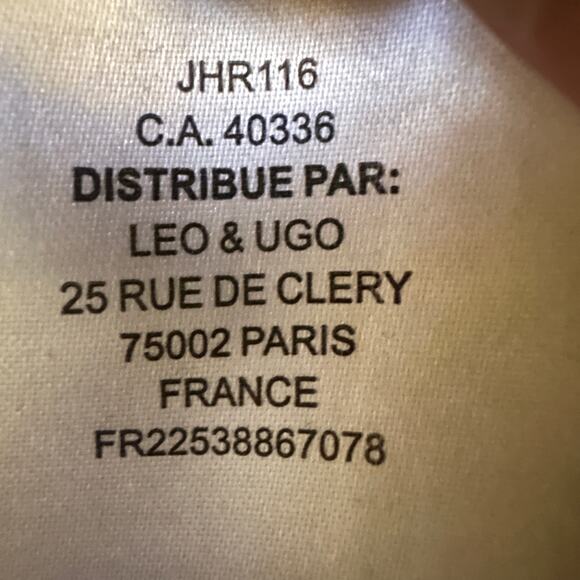 JHR116
C.A. 40336
DISTRIBUE PAR:
LEO & UGO
25 RUE DE CLERY
75002 PARIS
FRANCE
FR22538867078